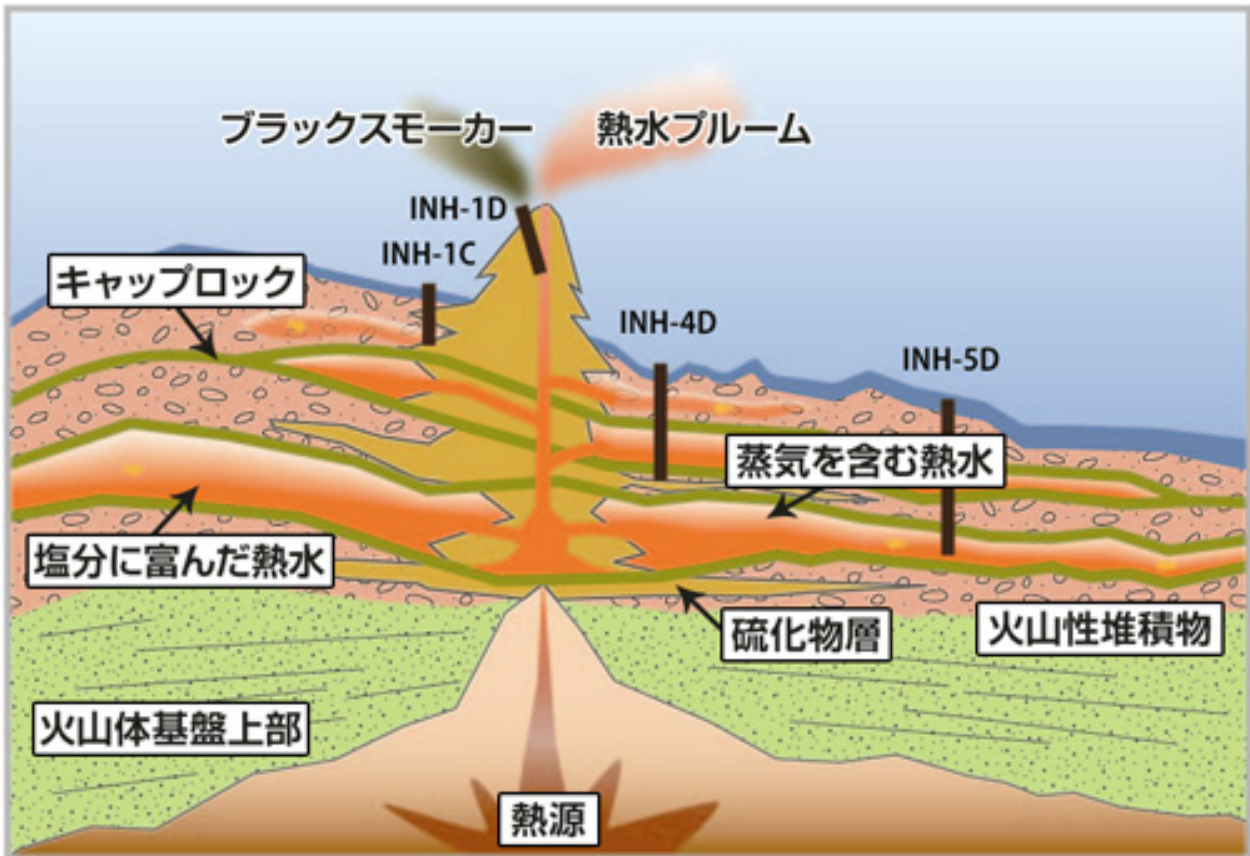 ブラックスモーカー
熱水プルーム
INH-1D
INH-1C
キャップロック
INH-4D
INH-5D
蒸気を含む熱水
塩分に富んだ熱水
硫化物層
火山性堆積物
火山体基盤上部
熱源